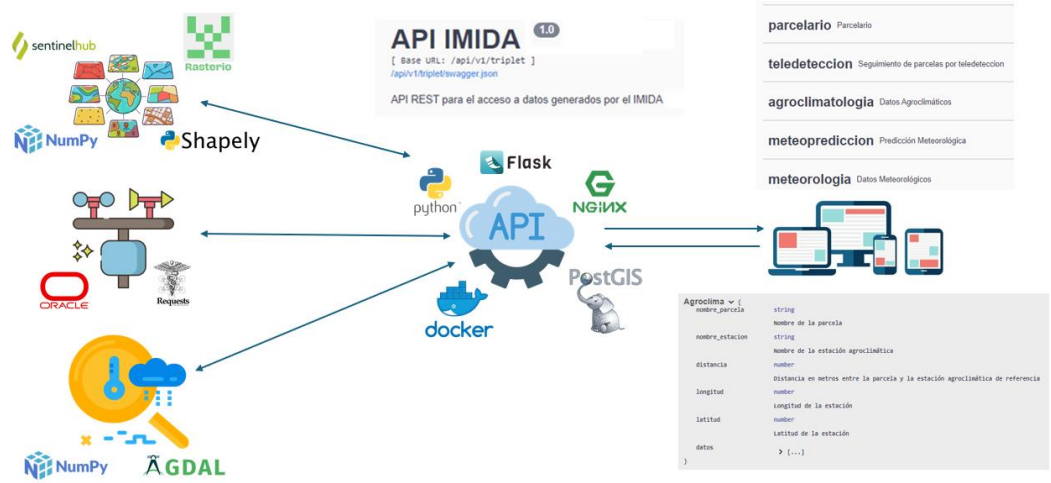 sentinelhub
Rasterio
NumPy
Shapely
API IMIDA 1.0
[ Base URL: /api/v1/triplet ]
/api/v1/triplet/swagger.json
API REST para el acceso a datos generados por el IMIDA
parcelario Parcelario
teledeteccion Seguimiento de parcelas por teledeteccion
agroclimatologia Datos Agroclimáticos
meteoprediccion Predicción Meteorológica
meteorologia Datos Meteorológicos
Flask
python
NGiNX
API
PostGIS
docker
ORACLE
Requests
NumPy
GDAL
Agroclima {
nombre_parcela string
Nombre de la parcela
nombre_estacion string
Nombre de la estación agroclimática
distancia number
Distancia en metros entre la parcela y la estación agroclimática de referencia
longitud number
Longitud de la estación
latitud number
Latitud de la estación
datos > [...]
}